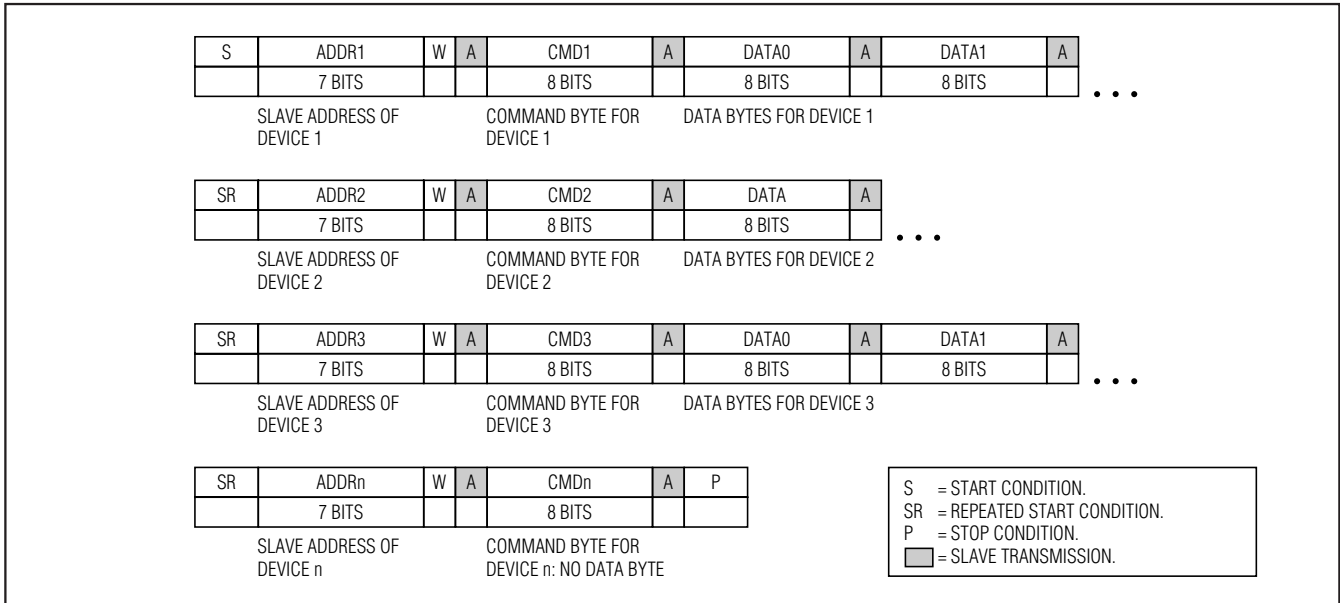 S ADDR1 W A CMD1 A DATA0 A DATA1 A
7 BITS 8 BITS 8 BITS 8 BITS
SLAVE ADDRESS OF DEVICE 1
COMMAND BYTE FOR DEVICE 1
DATA BYTES FOR DEVICE 1
...
SR ADDR2 W A CMD2 A DATA A
7 BITS 8 BITS 8 BITS
SLAVE ADDRESS OF DEVICE 2
COMMAND BYTE FOR DEVICE 2
DATA BYTES FOR DEVICE 2
...
SR ADDR3 W A CMD3 A DATA0 A DATA1 A
7 BITS 8 BITS 8 BITS 8 BITS
SLAVE ADDRESS OF DEVICE 3
COMMAND BYTE FOR DEVICE 3
DATA BYTES FOR DEVICE 3
...
SR ADDRn W A CMDn A P
7 BITS 8 BITS
SLAVE ADDRESS OF DEVICE n
COMMAND BYTE FOR DEVICE n: NO DATA BYTE
S = START CONDITION.
SR = REPEATED START CONDITION.
P = STOP CONDITION.
= SLAVE TRANSMISSION.